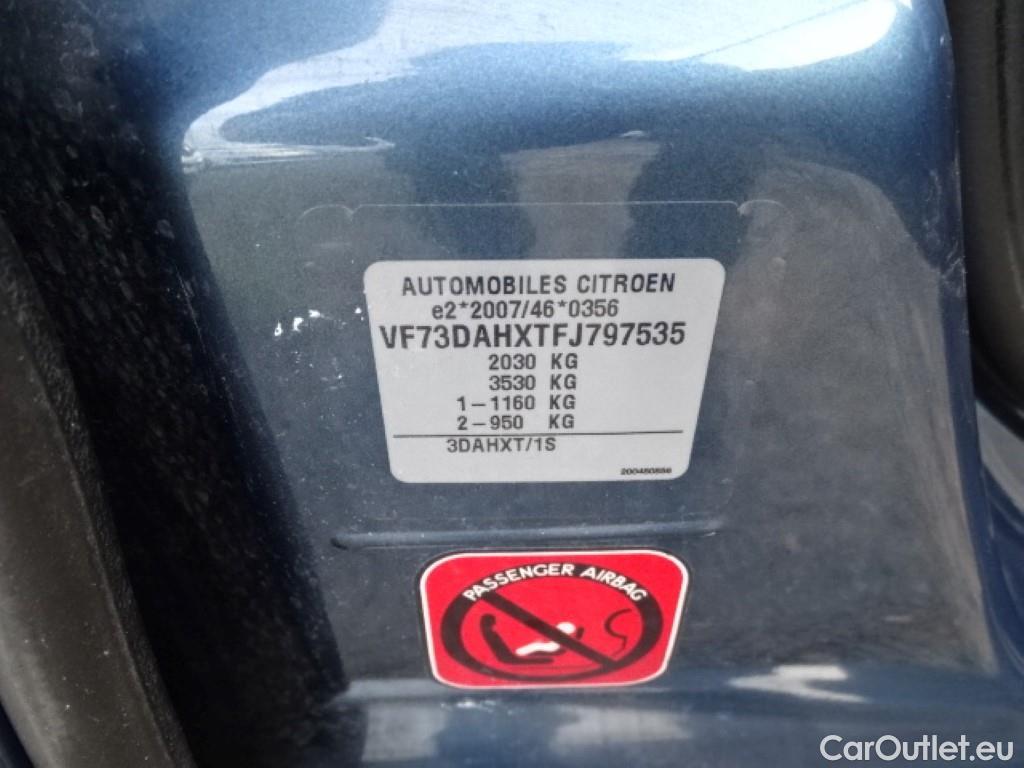 AUTOMOBILES CITROEN
e2*2007/46*0356
VF73DAHXTFJ797535
2030 KG
3530 KG
1-1160 KG
2-950 KG
3DAHXT/1S
200450856
PASSENGER AIRBAG
CarOutlet.eu